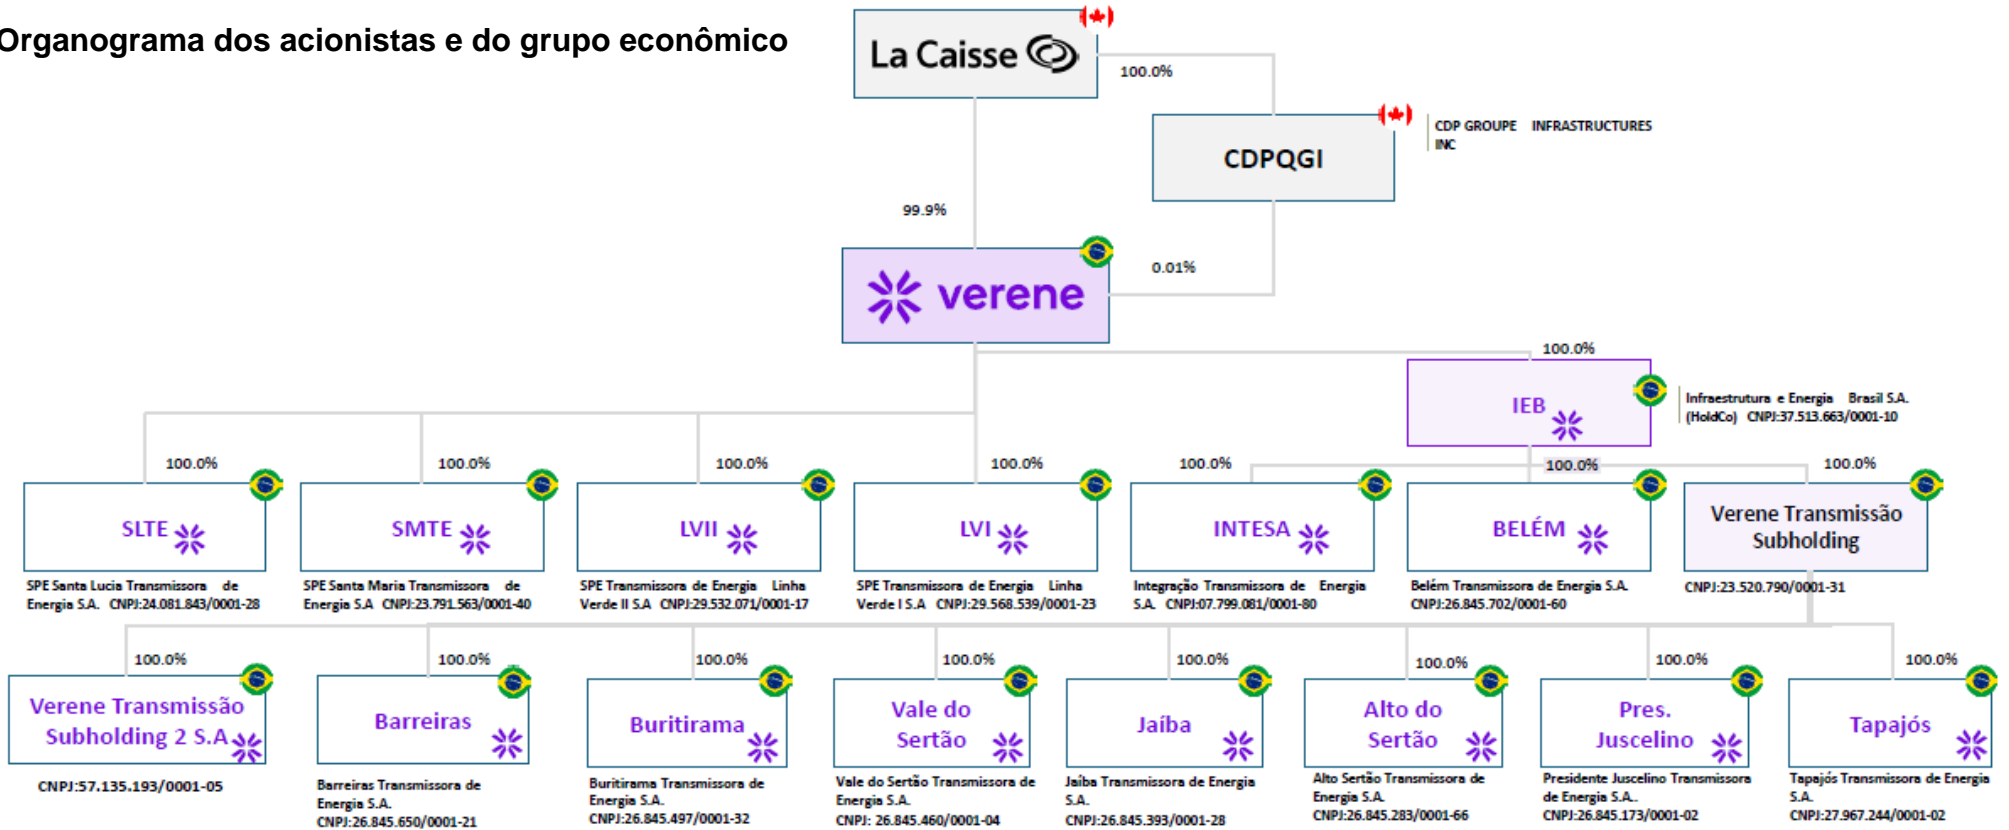 Organograma dos acionistas e do grupo econômico
La Caisse
100.0%
CDPQGI
CDP GROUPE INFRASTRUCTURES
INC
99.9%
0.01%
verene
100.0%
IEB
Infraestrutura e Energia Brasil S.A.
(HoldCo) CNPJ:37.513.663/0001-10
100.0%
100.0%
100.0%
100.0%
100.0%
100.0%
100.0%
SLTE
SMTE
LVII
LVI
INTESA
BELÉM
Verene Transmissão
Subholding
SPE Santa Lucia Transmissora de
Energia S.A. CNPJ:24.081.843/0001-28
SPE Santa Maria Transmissora de
Energia S.A CNPJ:23.791.563/0001-40
SPE Transmissora de Energia Linha
Verde II S.A CNPJ:29.532.071/0001-17
SPE Transmissora de Energia Linha
Verde I S.A CNPJ:29.568.539/0001-23
Integração Transmissora de Energia
S.A. CNPJ:07.799.081/0001-80
Belém Transmissora de Energia S.A.
CNPJ:26.845.702/0001-60
CNPJ:23.520.790/0001-31
100.0%
100.0%
100.0%
100.0%
100.0%
100.0%
100.0%
100.0%
Verene Transmissão
Subholding 2 S.A
Barreiras
Buritirama
Vale do
Sertão
Jaíba
Alto do
Sertão
Pres.
Juscelino
Tapajós
CNPJ:57.135.193/0001-05
Barreiras Transmissora de
Energia S.A.
CNPJ:26.845.650/0001-21
Buritirama Transmissora de
Energia S.A.
CNPJ:26.845.497/0001-32
Vale do Sertão Transmissora de
Energia S.A.
CNPJ: 26.845.460/0001-04
Jaíba Transmissora de Energia
S.A.
CNPJ:26.845.393/0001-28
Alto Sertão Transmissora de
Energia S.A.
CNPJ:26.845.283/0001-66
Presidente Juscelino Transmissora
de Energia S.A..
CNPJ:26.845.173/0001-02
Tapajós Transmissora de Energia
S.A.
CNPJ:27.967.244/0001-02